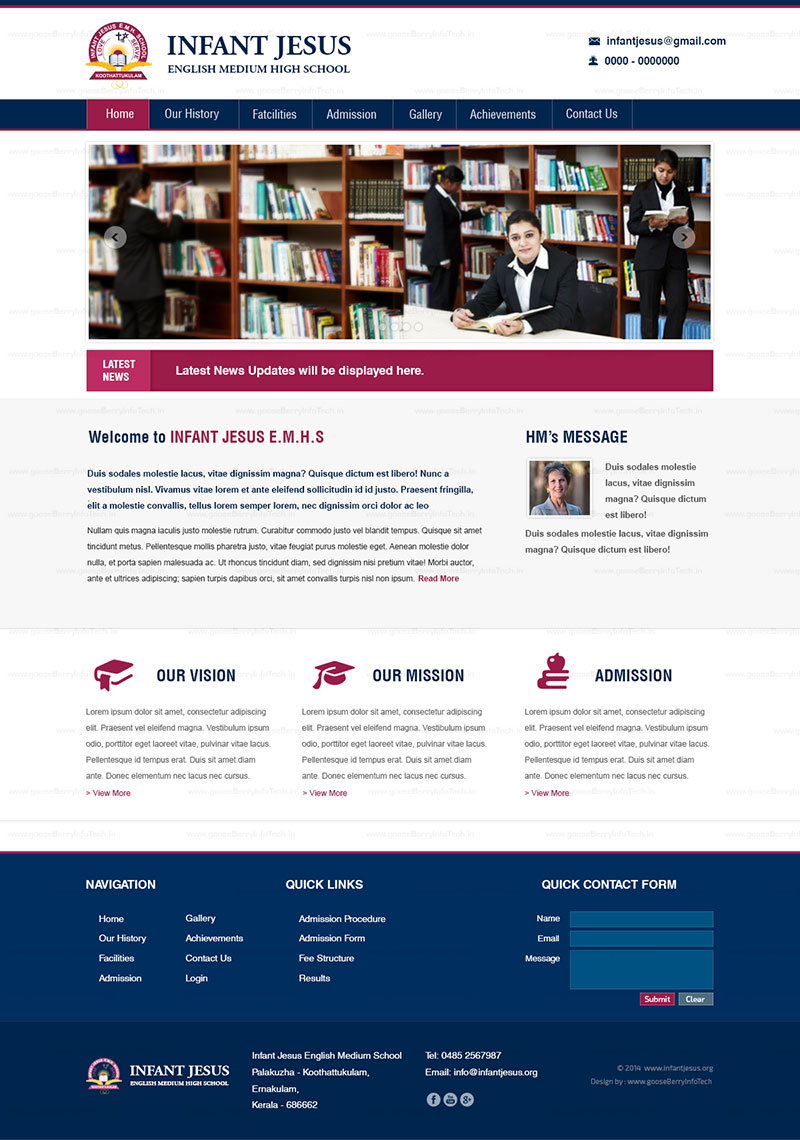 INFANT JESUS E.M.H. SCHOOL
LOVE SERVE
KOOTHATTUKULAM
INFANT JESUS
ENGLISH MEDIUM HIGH SCHOOL
infantjesus@gmail.com
0000 - 0000000
Home Our History Fatcilities Admission Gallery Achievements Contact Us
LATEST
NEWS
Latest News Updates will be displayed here.
Welcome to INFANT JESUS E.M.H.S
Duis sodales molestie lacus, vitae dignissim magna? Quisque dictum est libero! Nunc a
vestibulum nisl. Vivamus vitae lorem et ante eleifend sollicitudin id id justo. Praesent fringilla,
elit a molestie convallis, tellus lorem semper lorem, nec dignissim orci dolor ac leo
Nullam quis magna iaculis justo molestie rutrum. Curabitur commodo justo vel blandit tempus. Quisque sit amet
tincidunt metus. Pellentesque mollis pharetra justo, vitae feugiat purus molestie eget. Aenean molestie dolor
nulla, et porta sapien malesuada ac. Ut rhoncus tincidunt diam, sed dignissim nisi pretium vitae! Morbi auctor,
ante et ultrices adipiscing; sapien turpis dapibus orci, sit amet convallis turpis nisl non ipsum. Read More
HM's MESSAGE
Duis sodales molestie
lacus, vitae dignissim
magna? Quisque dictum
est libero!
Duis sodales molestie lacus, vitae dignissim
magna? Quisque dictum est libero!
OUR VISION
Lorem ipsum dolor sit amet, consectetur adipiscing
elit. Praesent vel eleifend magna. Vestibulum ipsum
odio, porttitor eget laoreet vitae, pulvinar vitae lacus.
Pellentesque id tempus erat. Duis sit amet diam
ante. Donec elementum nec lacus nec cursus.
> View More
OUR MISSION
Lorem ipsum dolor sit amet, consectetur adipiscing
elit. Praesent vel eleifend magna. Vestibulum ipsum
odio, porttitor eget laoreet vitae, pulvinar vitae lacus.
Pellentesque id tempus erat. Duis sit amet diam
ante. Donec elementum nec lacus nec cursus.
> View More
ADMISSION
Lorem ipsum dolor sit amet, consectetur adipiscing
elit. Praesent vel eleifend magna. Vestibulum ipsum
odio, porttitor eget laoreet vitae, pulvinar vitae lacus.
Pellentesque id tempus erat. Duis sit amet diam
ante. Donec elementum nec lacus nec cursus.
> View More
www.gooseBerryInfoTech.in
NAVIGATION
Home
Our History
Facilities
Admission
Gallery
Achievements
Contact Us
Login
QUICK LINKS
Admission Procedure
Admission Form
Fee Structure
Results
QUICK CONTACT FORM
Name
Email
Message
Submit Clear
INFANT JESUS
ENGLISH MEDIUM HIGH SCHOOL
Infant Jesus English Medium School
Palakuzha - Koothattukulam,
Ernakulam,
Kerala - 686662
Tel: 0485 2567987
Email: info@infantjesus.org
© 2014 www.infantjesus.org
Design by : www.gooseBerryInfoTech